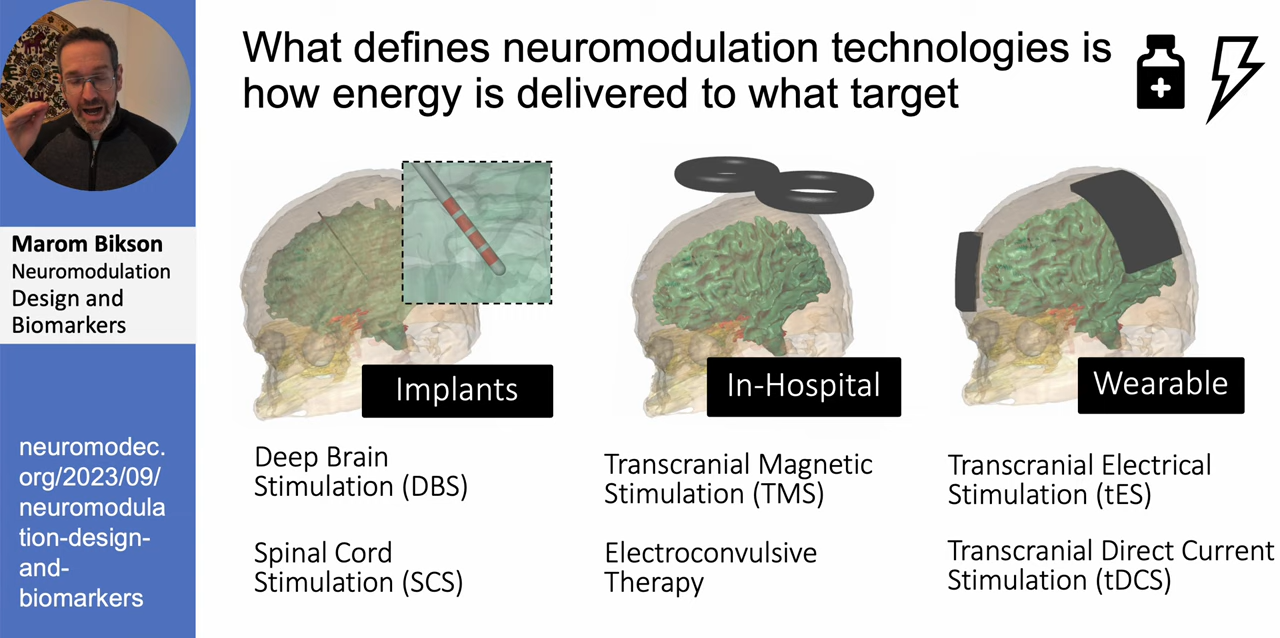 What defines neuromodulation technologies is
how energy is delivered to what target
Marom Bikson
Neuromodulation
Design and
Biomarkers
neuromodec.
org/2023/09/
neuromodula
tion-design-
and-
biomarkers
Implants
Deep Brain
Stimulation (DBS)
Spinal Cord
Stimulation (SCS)
In-Hospital
Transcranial Magnetic
Stimulation (TMS)
Electroconvulsive
Therapy
Wearable
Transcranial Electrical
Stimulation (tES)
Transcranial Direct Current
Stimulation (tDCS)